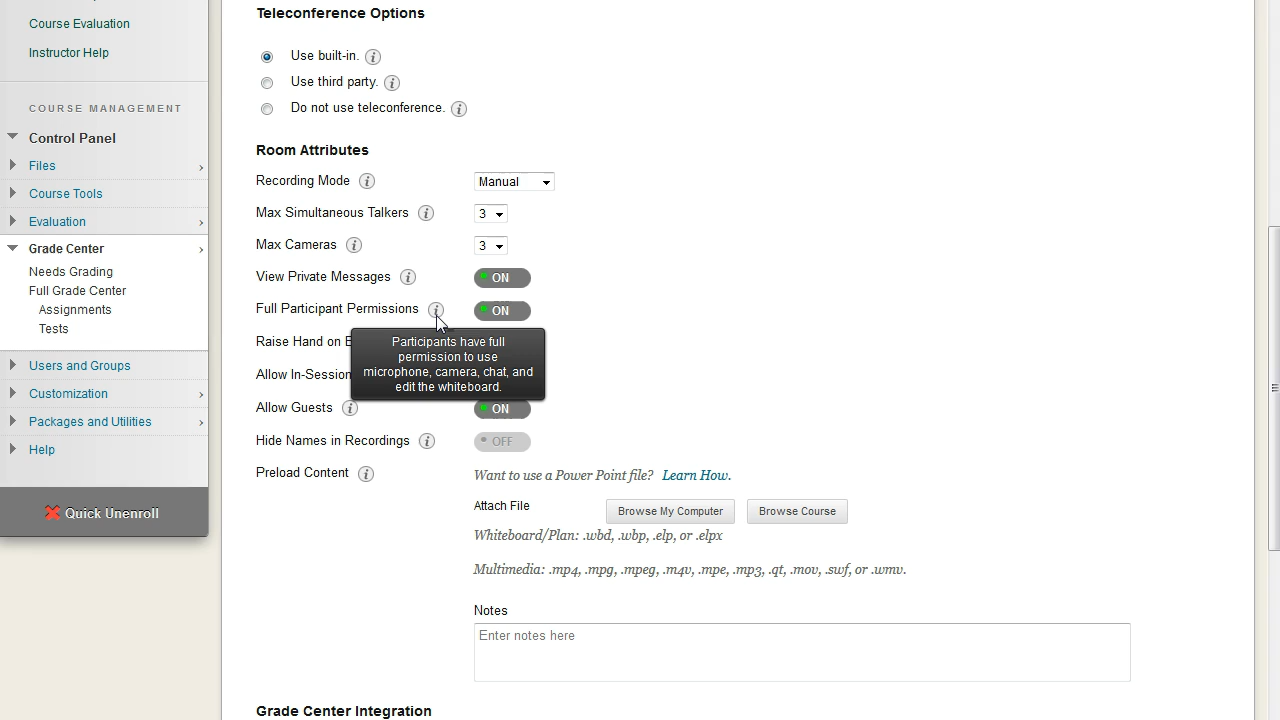 Course Evaluation
Instructor Help
COURSE MANAGEMENT
Control Panel
Files
Course Tools
Evaluation
Grade Center
Needs Grading
Full Grade Center
Assignments
Tests
Users and Groups
Customization
Packages and Utilities
Help
Quick Unenroll
Teleconference Options
Use built-in.
Use third party.
Do not use teleconference.
Room Attributes
Recording Mode Manual
Max Simultaneous Talkers 3
Max Cameras 3
View Private Messages ON
Full Participant Permissions ON
Participants have full
permission to use
microphone, camera, chat, and
edit the whiteboard.
Raise Hand on
Allow In-Session
Allow Guests ON
Hide Names in Recordings OFF
Preload Content Want to use a Power Point file? Learn How.
Attach File Browse My Computer Browse Course
Whiteboard/Plan: .wbd, .wbp, .elp, or .elpx
Multimedia: .mp4, .mpg, .mpeg, .m4v, .mpe, .mp3, .qt, .mov, .swf, or .wmv.
Notes
Enter notes here
Grade Center Integration